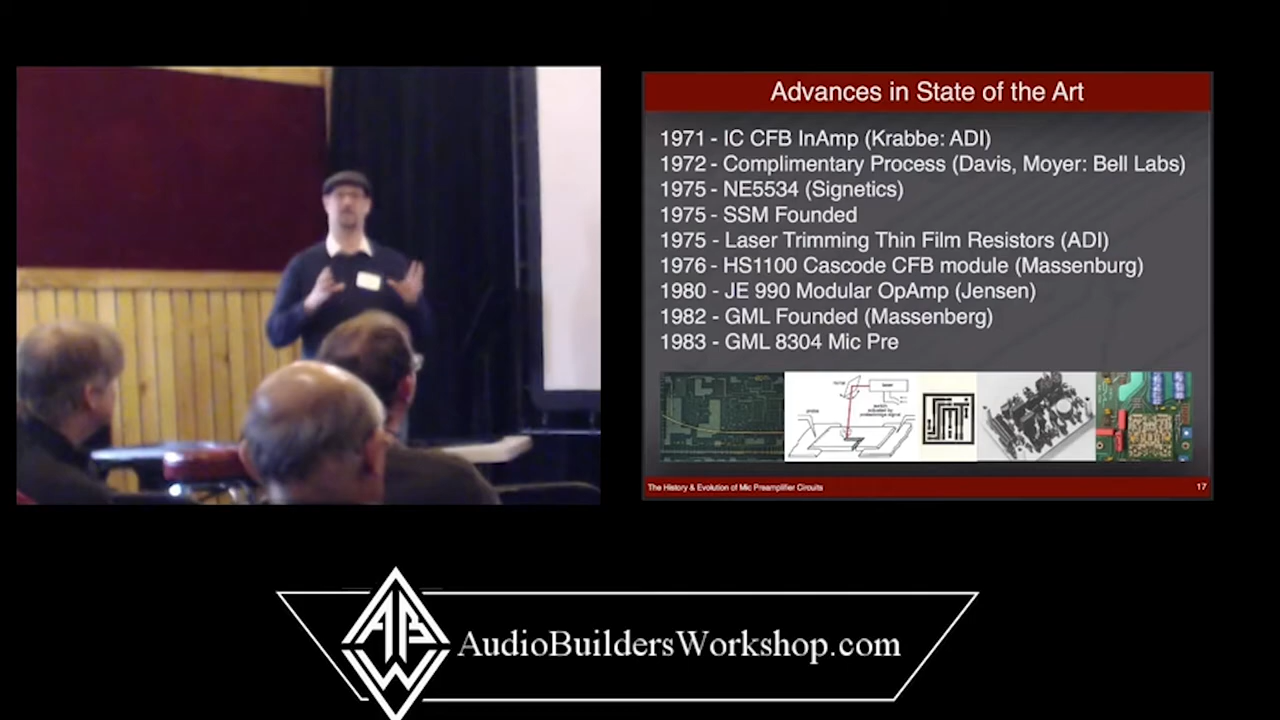 Advances in State of the Art
1971 - IC CFB InAmp (Krabbe: ADI)
1972 - Complimentary Process (Davis, Moyer: Bell Labs)
1975 - NE5534 (Signetics)
1975 - SSM Founded
1975 - Laser Trimming Thin Film Resistors (ADI)
1976 - HS1100 Cascode CFB module (Massenburg)
1980 - JE 990 Modular OpAmp (Jensen)
1982 - GML Founded (Massenberg)
1983 - GML 8304 Mic Pre
laser
probe
The History & Evolution of Mic Preamplifier Circuits
17
ABW
AudioBuildersWorkshop.com